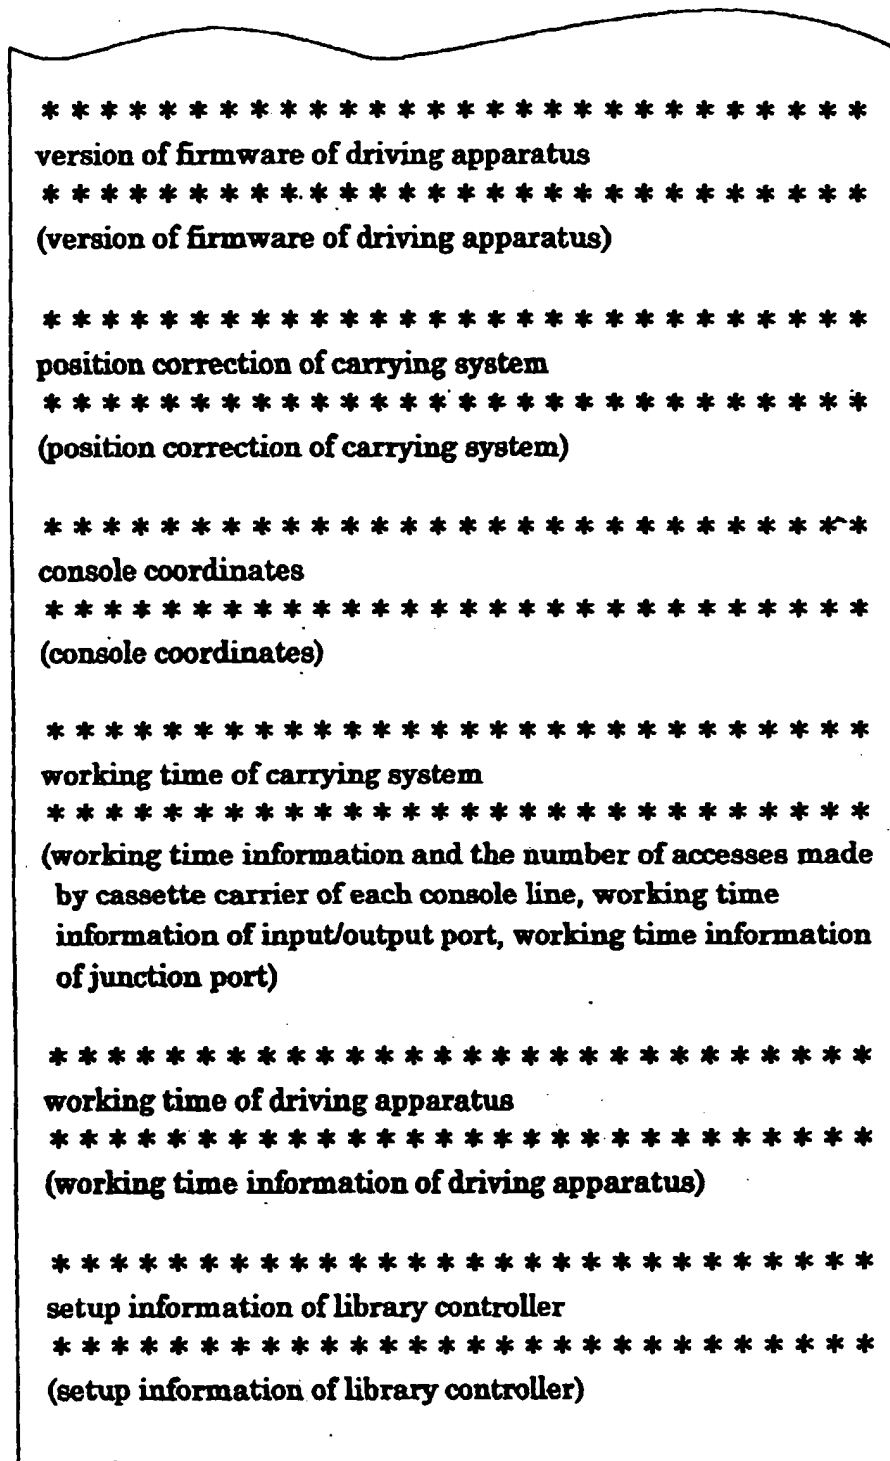 * * * * * * * * * * * * * * * * * * * * * * * * * * * *
version of firmware of driving apparatus
* * * * * * * * * * * * * * * * * * * * * * * * * * * *
(version of firmware of driving apparatus)
* * * * * * * * * * * * * * * * * * * * * * * * * * * *
position correction of carrying system
* * * * * * * * * * * * * * * * * * * * * * * * * * * *
(position correction of carrying system)
* * * * * * * * * * * * * * * * * * * * * * * * * * * *
console coordinates
* * * * * * * * * * * * * * * * * * * * * * * * * * * *
(console coordinates)
* * * * * * * * * * * * * * * * * * * * * * * * * * * *
working time of carrying system
* * * * * * * * * * * * * * * * * * * * * * * * * * * *
(working time information and the number of accesses made
by cassette carrier of each console line, working time
information of input/output port, working time information
of junction port)
* * * * * * * * * * * * * * * * * * * * * * * * * * * *
working time of driving apparatus
* * * * * * * * * * * * * * * * * * * * * * * * * * * *
(working time information of driving apparatus)
* * * * * * * * * * * * * * * * * * * * * * * * * * * *
setup information of library controller
* * * * * * * * * * * * * * * * * * * * * * * * * * * *
(setup information of library controller)